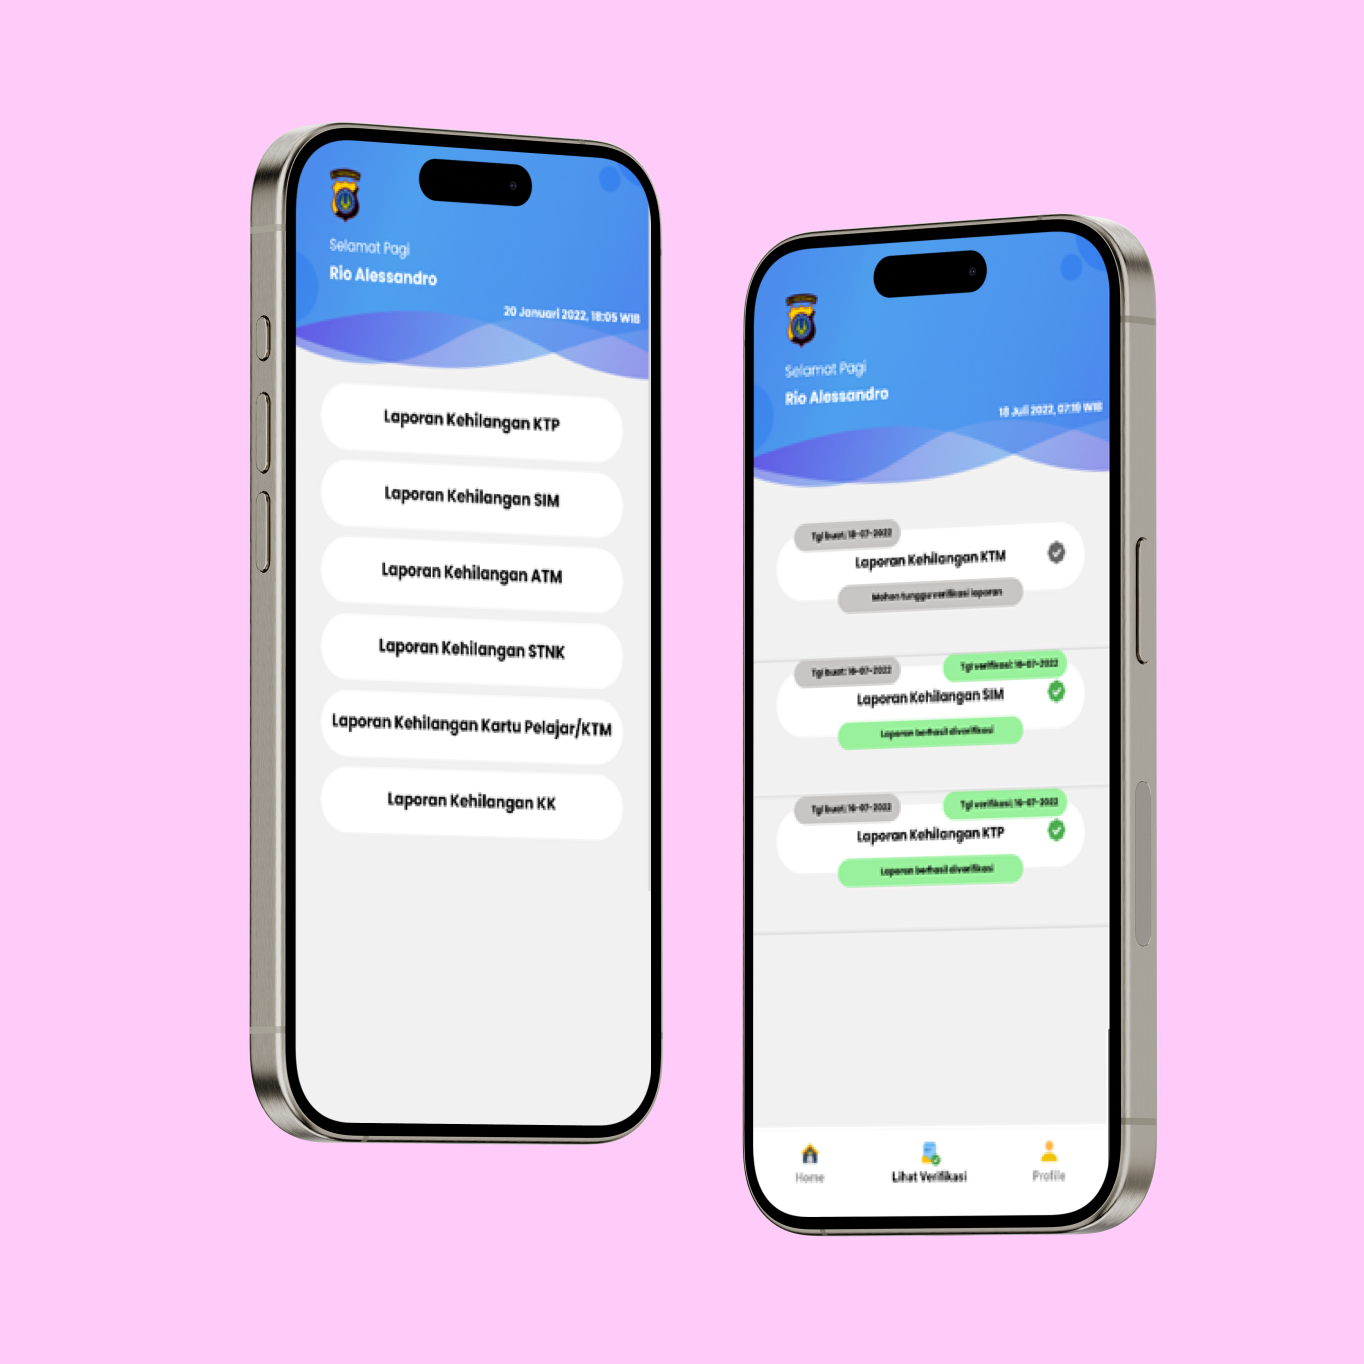 Selamat Pagi
Rio Alessandro
20 Januari 2022, 18:05 WIB
Laporan Kehilangan KTP
Laporan Kehilangan SIM
Laporan Kehilangan ATM
Laporan Kehilangan STNK
Laporan Kehilangan Kartu Pelajar/KTM
Laporan Kehilangan KK
Selamat Pagi
Rio Alessandro
18 Juli 2022, 07:19 WIB
Tgl buat: 18-07-2022
Laporan Kehilangan KTM
Mohon tunggu verifikasi laporan
Tgl buat: 16-07-2022
Tgl verifikasi: 16-07-2022
Laporan Kehilangan SIM
Laporan berhasil diverifikasi
Tgl buat: 16-07-2022
Tgl verifikasi: 16-07-2022
Laporan Kehilangan KTP
Laporan berhasil diverifikasi
Home
Lihat Verifikasi
Profile